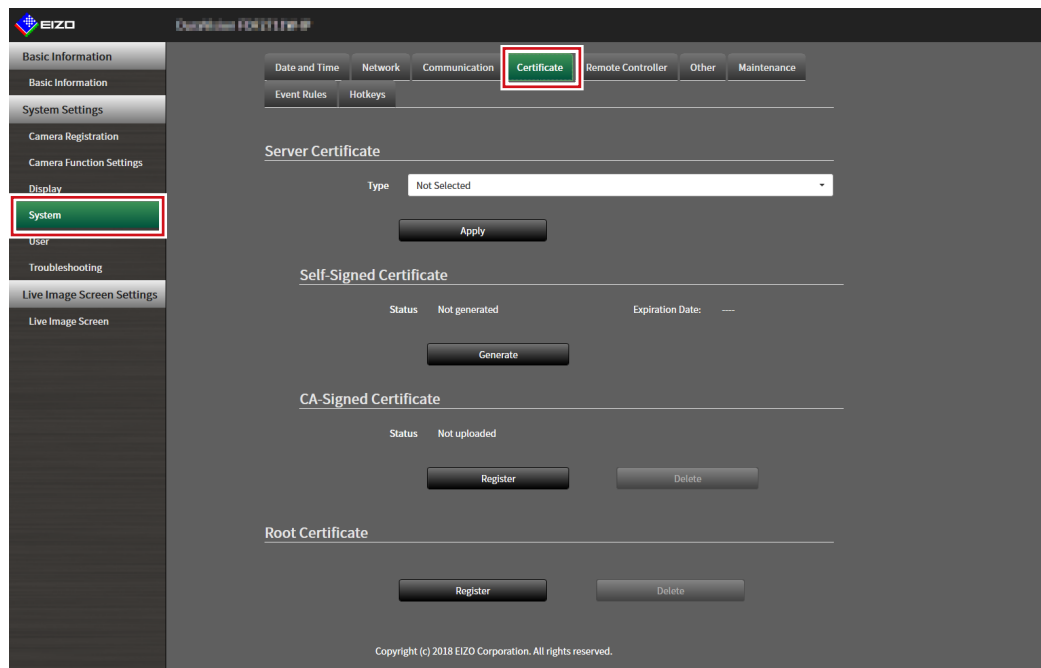 EIZO
Basic Information
Basic Information
System Settings
Camera Registration
Camera Function Settings
Display
System
User
Troubleshooting
Live Image Screen Settings
Live Image Screen
Date and Time Network Communication Certificate Remote Controller Other Maintenance
Event Rules Hotkeys
Server Certificate
Type Not Selected
Apply
Self-Signed Certificate
Status Not generated Expiration Date: ----
Generate
CA-Signed Certificate
Status Not uploaded
Register Delete
Root Certificate
Register Delete
Copyright (c) 2018 EIZO Corporation. All rights reserved.